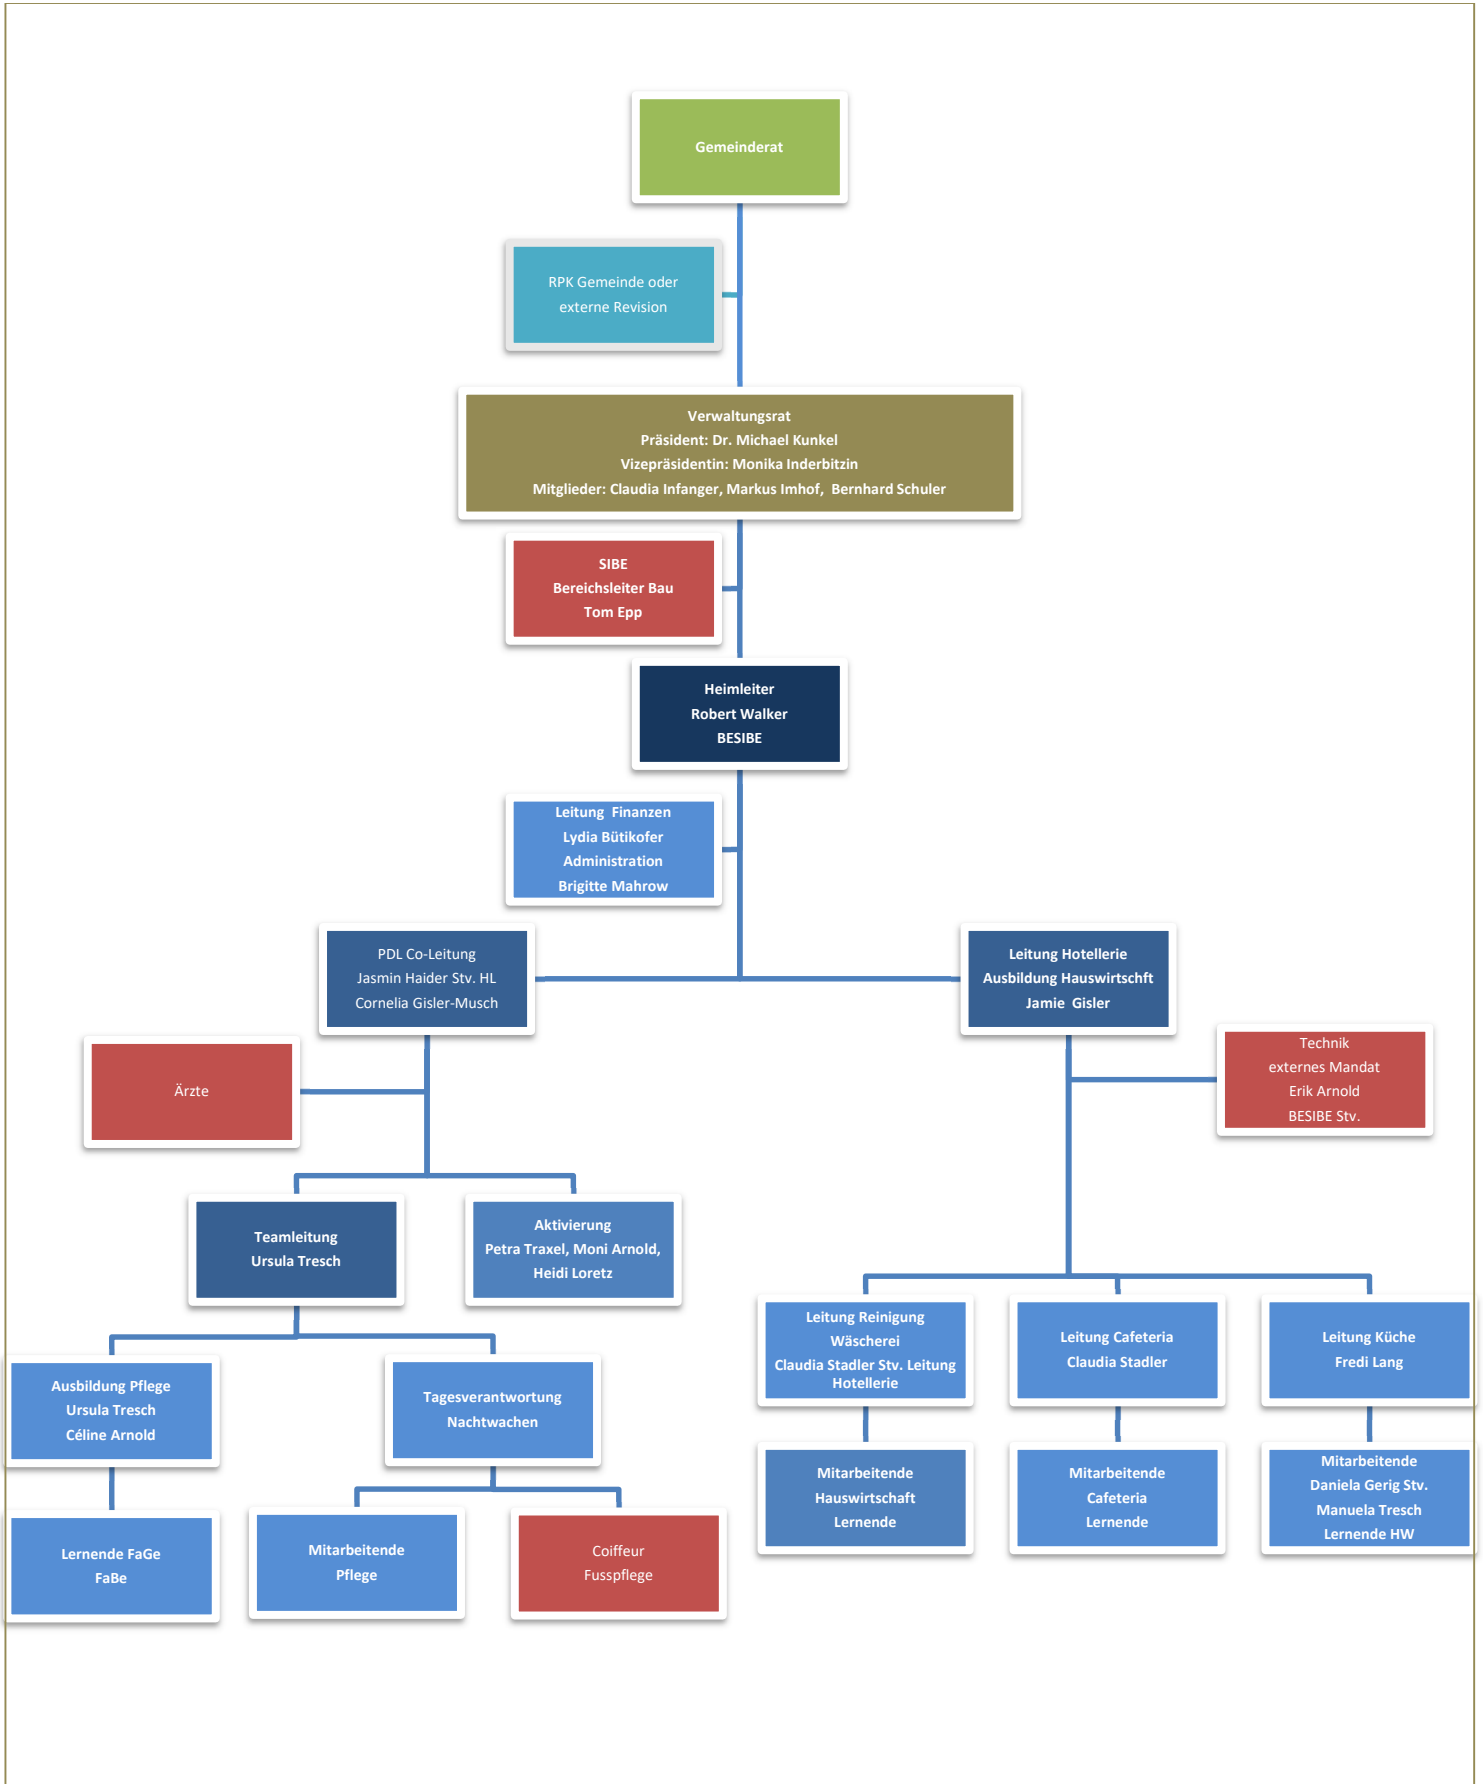 Gemeinderat
RPK Gemeinde oder
externe Revision
Verwaltungsrat
Präsident: Dr. Michael Kunkel
Vizepräsidentin: Monika Inderbitzin
Mitglieder: Claudia Infanger, Markus Imhof, Bernhard Schuler
SIBE
Bereichsleiter Bau
Tom Epp
Heimleiter
Robert Walker
BESIBE
Leitung Finanzen
Lydia Bütikofer
Administration
Brigitte Mahrow
PDL Co-Leitung
Jasmin Haider Stv. HL
Cornelia Gisler-Musch
Leitung Hotellerie
Ausbildung Hauswirtschft
Jamie Gisler
Ärzte
Technik
externes Mandat
Erik Arnold
BESIBE Stv.
Teamleitung
Ursula Tresch
Aktivierung
Petra Traxel, Moni Arnold,
Heidi Loretz
Leitung Reinigung
Wäscherei
Claudia Stadler Stv. Leitung
Hotellerie
Leitung Cafeteria
Claudia Stadler
Leitung Küche
Fredi Lang
Ausbildung Pflege
Ursula Tresch
Céline Arnold
Tagesverantwortung
Nachtwachen
Mitarbeitende
Hauswirtschaft
Lernende
Mitarbeitende
Cafeteria
Lernende
Mitarbeitende
Daniela Gerig Stv.
Manuela Tresch
Lernende HW
Lernende FaGe
FaBe
Mitarbeitende
Pflege
Coiffeur
Fusspflege